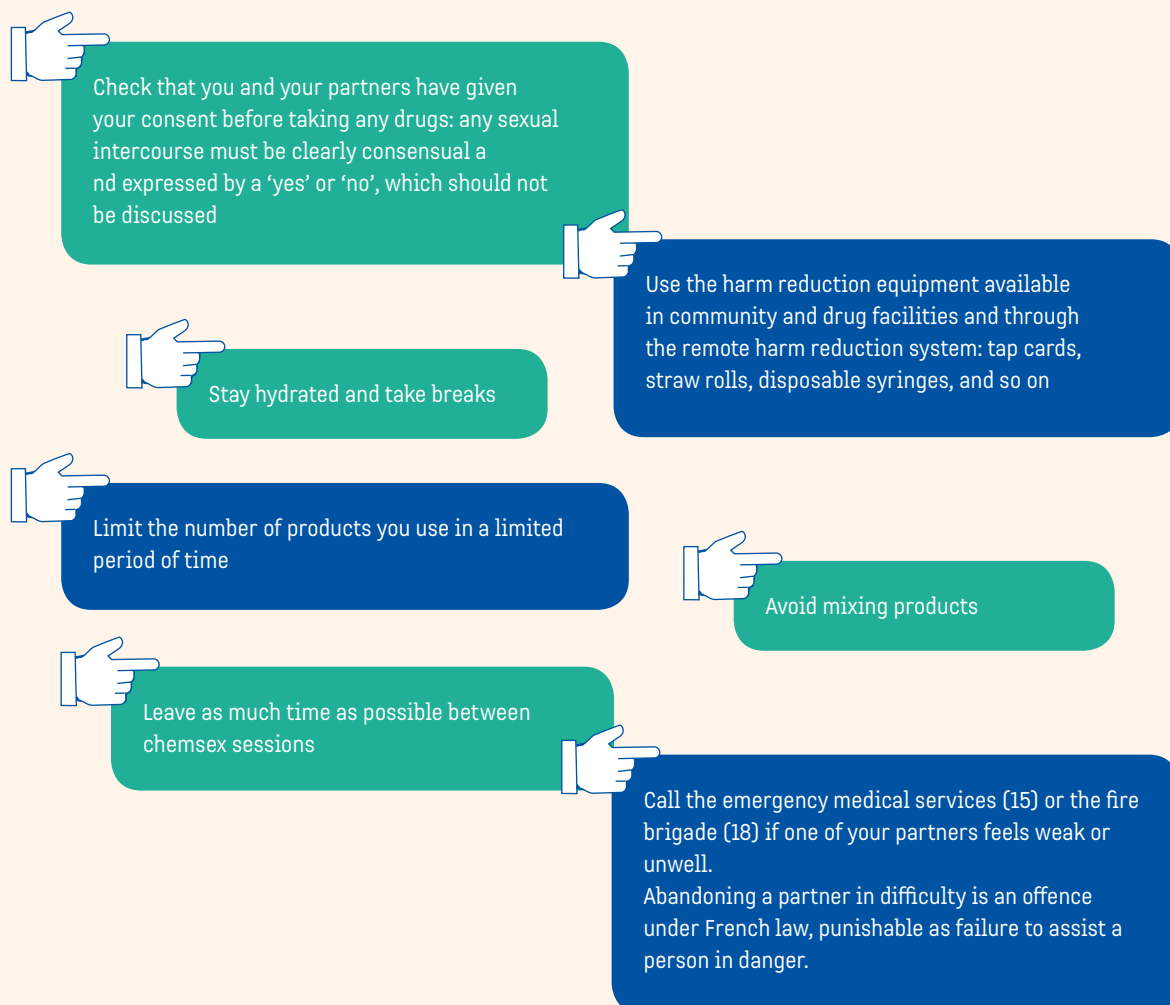 Check that you and your partners have given
your consent before taking any drugs: any sexual
intercourse must be clearly consensual a
nd expressed by a ‘yes’ or ‘no’, which should not
be discussed
Use the harm reduction equipment available
in community and drug facilities and through
the remote harm reduction system: tap cards,
straw rolls, disposable syringes, and so on
Stay hydrated and take breaks
Limit the number of products you use in a limited
period of time
Avoid mixing products
Leave as much time as possible between
chemsex sessions
Call the emergency medical services (15) or the fire
brigade (18) if one of your partners feels weak or
unwell.
Abandoning a partner in difficulty is an offence
under French law, punishable as failure to assist a
person in danger.